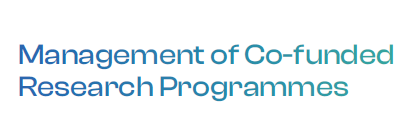 Management of Co-funded
Research Programmes